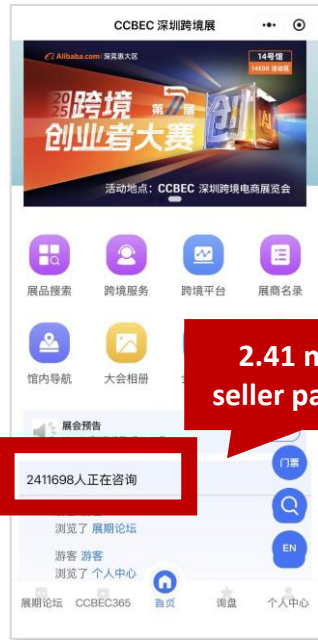 CCBEC 深圳跨境展
Alibaba.com 深莞惠大区
14号馆
2025 跨境 第七届
创业者大赛
活动地点：CCBEC 深圳跨境电商展览会
展品搜索 跨境服务 跨境平台 展商名录
馆内导航 大会相册
2.41 m
seller pa
展会预告
门票
2411698人正在咨询
浏览了 展期论坛
EN
游客 游客
浏览了 个人中心
展期论坛 CCBEC365 首页 询盘 个人中心